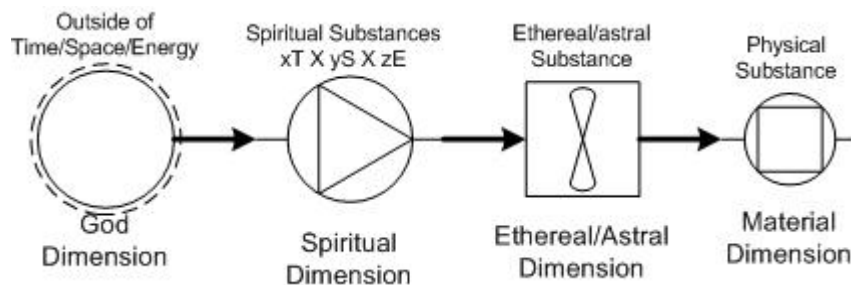 Outside of
Time/Space/Energy
God
Dimension
Spiritual Substances
xT X yS X zE
Spiritual
Dimension
Ethereal/astral
Substance
Ethereal/Astral
Dimension
Physical
Substance
Material
Dimension